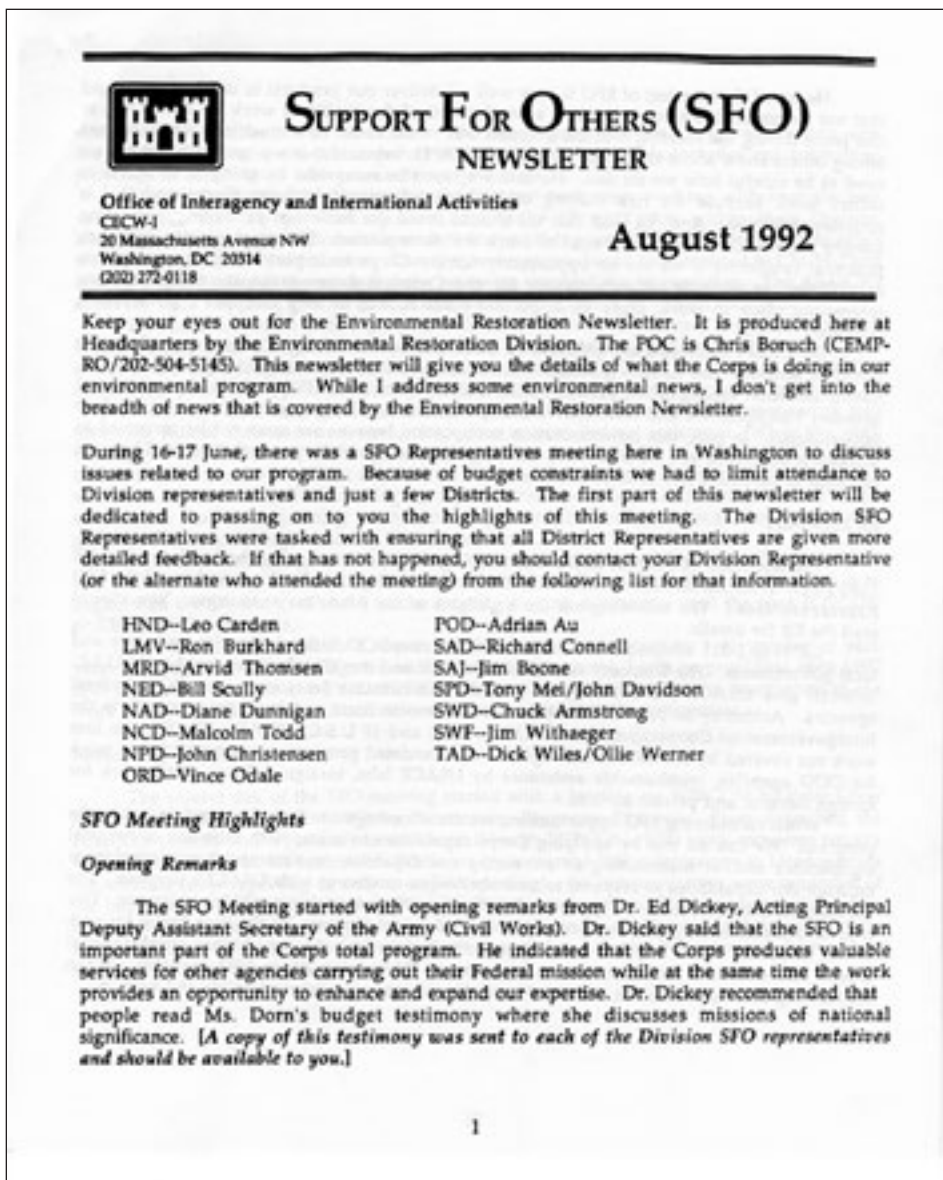 SUPPORT FOR OTHERS (SFO)
NEWSLETTER
Office of Interagency and International Activities
CECW-I
20 Massachusetts Avenue NW
Washington, DC 20314
(202) 272-0118
August 1992
Keep your eyes out for the Environmental Restoration Newsletter. It is produced here at
Headquarters by the Environmental Restoration Division. The POC is Chris Boruch (CEMP-
RO/202-504-5145). This newsletter will give you the details of what the Corps is doing in our
environmental program. While I address some environmental news, I don't get into the
breadth of news that is covered by the Environmental Restoration Newsletter.
During 16-17 June, there was a SFO Representatives meeting here in Washington to discuss
issues related to our program. Because of budget constraints we had to limit attendance to
Division representatives and just a few Districts. The first part of this newsletter will be
dedicated to passing on to you the highlights of this meeting. The Division SFO
Representatives were tasked with ensuring that all District Representatives are given more
detailed feedback. If that has not happened, you should contact your Division Representative
(or the alternate who attended the meeting) from the following list for that information.
HND--Leo Carden
LMV--Ron Burkhard
MRD--Arvid Thomsen
NED--Bill Scully
NAD--Diane Dunnigan
NCD--Malcolm Todd
NPD--John Christensen
ORD--Vince Odale
POD--Adrian Au
SAD--Richard Connell
SAJ--Jim Boone
SPD--Tony Mei/John Davidson
SWD--Chuck Armstrong
SWF--Jim Withaeger
TAD--Dick Wiles/Ollie Werner
SFO Meeting Highlights
Opening Remarks
The SFO Meeting started with opening remarks from Dr. Ed Dickey, Acting Principal
Deputy Assistant Secretary of the Army (Civil Works). Dr. Dickey said that the SFO is an
important part of the Corps total program. He indicated that the Corps produces valuable
services for other agencies carrying out their Federal mission while at the same time the work
provides an opportunity to enhance and expand our expertise. Dr. Dickey recommended that
people read Ms. Dorn's budget testimony where she discusses missions of national
significance. [A copy of this testimony was sent to each of the Division SFO representatives
and should be available to you.]
1